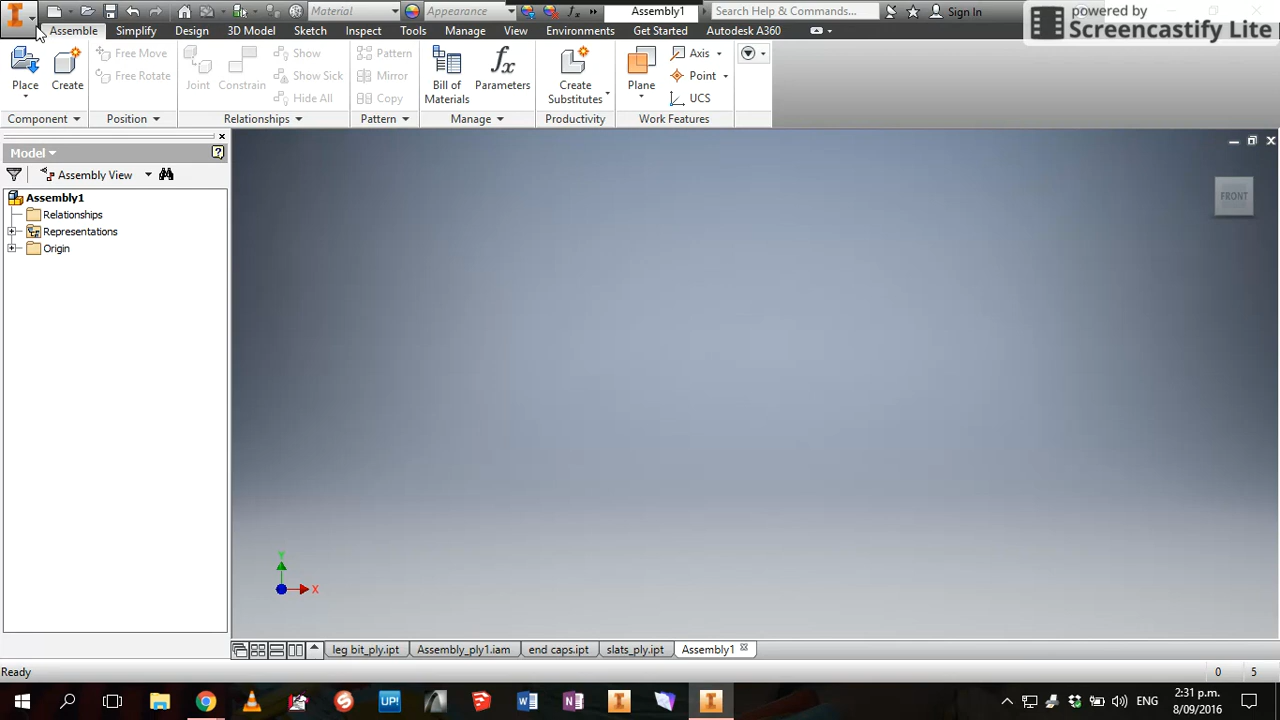 Material Appearance Assembly1 Search Help & Commands... Sign In
powered by
Screencastify Lite
Assemble Simplify Design 3D Model Sketch Inspect Tools Manage View Environments Get Started Autodesk A360
Place Create Free Move Free Rotate Joint Constrain Show Show Sick Hide All Pattern Mirror Copy Bill of Materials Parameters Create Substitutes Plane Axis Point UCS
Component Position Relationships Pattern Manage Productivity Work Features
Model
Assembly View
Assembly1
Relationships
Representations
Origin
FRONT
Y
X
leg bit_ply.ipt Assembly_ply1.iam end caps.ipt slats_ply.ipt Assembly1
Ready 0 5
UP! ENG 2:31 p.m.
8/09/2016